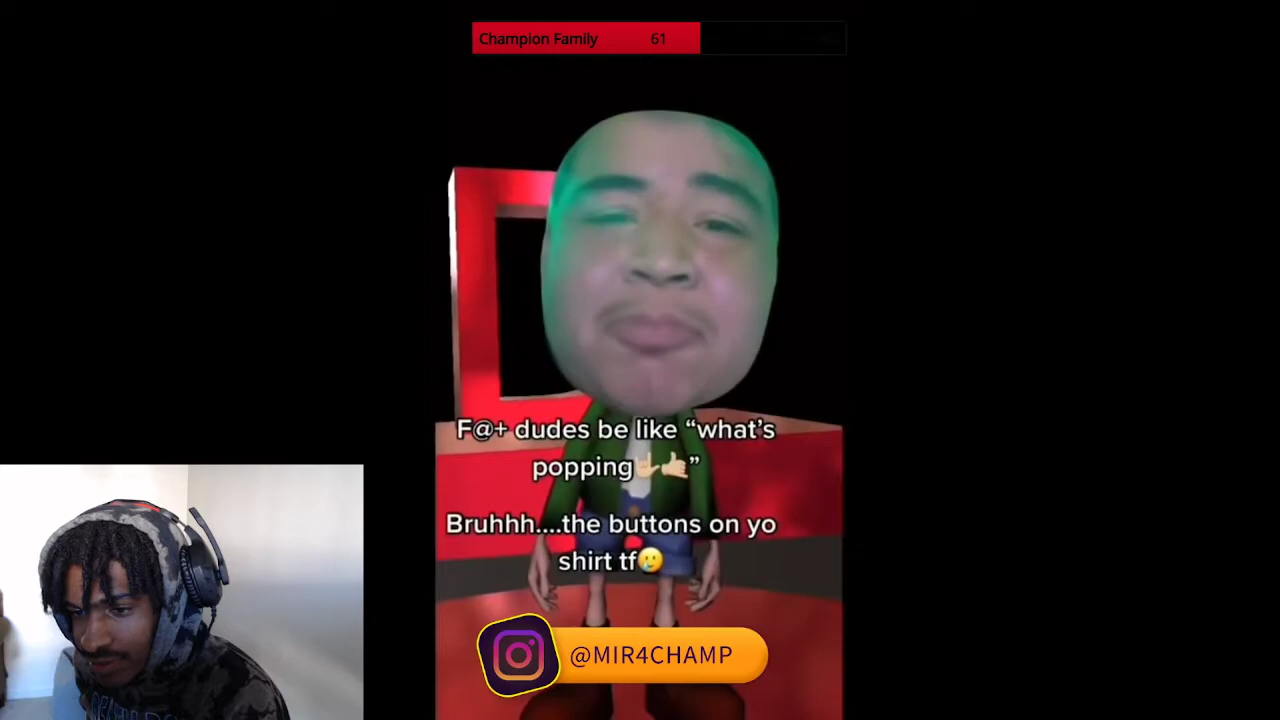 Champion Family 61
F@+ dudes be like “what’s
popping🤟🤙”
Bruhhh....the buttons on yo
shirt tf🥲
@MIR4CHAMP